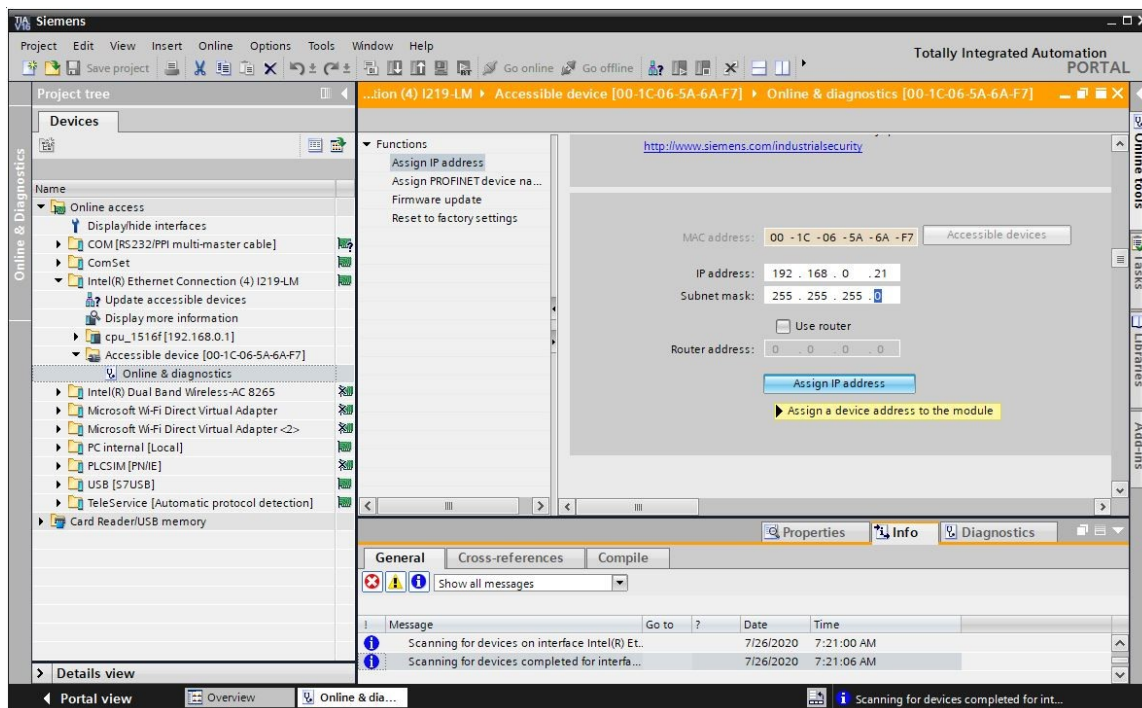 Siemens
Project Edit View Insert Online Options Tools Window Help
Save project
Go online
Go offline
Totally Integrated Automation
PORTAL
Project tree
Devices
Online & Diagnostics
Name
Online access
Display/hide interfaces
COM [RS232/PPI multi-master cable]
ComSet
Intel(R) Ethernet Connection (4) I219-LM
Update accessible devices
Display more information
cpu_1516f [192.168.0.1]
Accessible device [00-1C-06-5A-6A-F7]
Online & diagnostics
Intel(R) Dual Band Wireless-AC 8265
Microsoft Wi-Fi Direct Virtual Adapter
Microsoft Wi-Fi Direct Virtual Adapter <2>
PC internal [Local]
PLCSIM [PN/IE]
USB [S7USB]
TeleService [Automatic protocol detection]
Card Reader/USB memory
Details view
...tion (4) I219-LM Accessible device [00-1C-06-5A-6A-F7] Online & diagnostics [00-1C-06-5A-6A-F7]
Functions
Assign IP address
Assign PROFINET device na...
Firmware update
Reset to factory settings
http://www.siemens.com/industrialsecurity
MAC address: 00 -1C -06 -5A -6A -F7 Accessible devices
IP address: 192 . 168 . 0 . 21
Subnet mask: 255 . 255 . 255 . 0
Use router
Router address: 0 . 0 . 0 . 0
Assign IP address
Assign a device address to the module
Online tools
Tasks
Libraries
Add-ins
Properties Info Diagnostics
General Cross-references Compile
Show all messages
! Message Go to ? Date Time
Scanning for devices on interface Intel(R) Et.. 7/26/2020 7:21:00 AM
Scanning for devices completed for interfa... 7/26/2020 7:21:06 AM
Portal view Overview Online & dia... Scanning for devices completed for int...